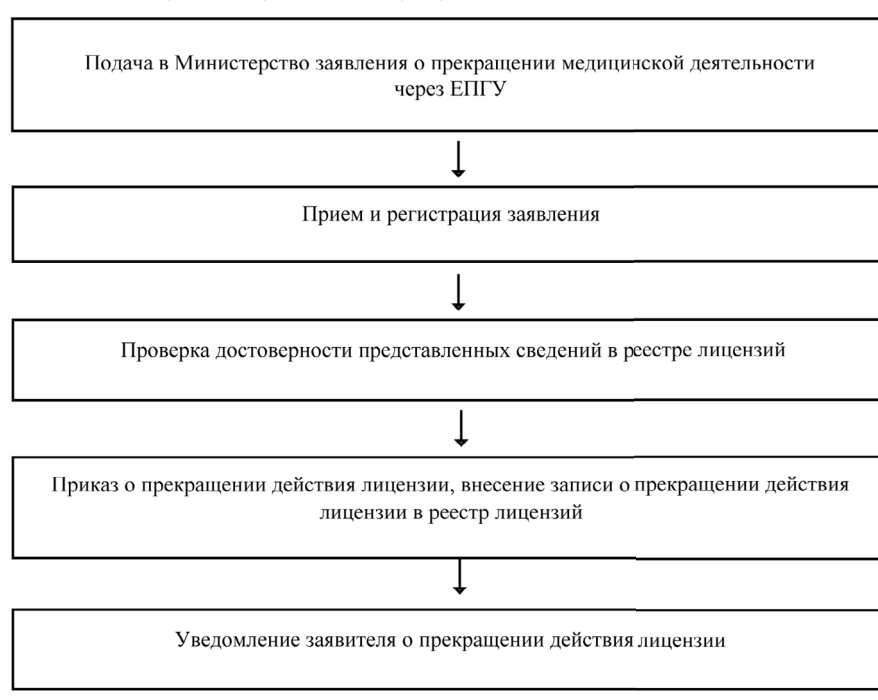 Подача в Министерство заявления о прекращении медицинской деятельности
через ЕПГУ
Прием и регистрация заявления
Проверка достоверности представленных сведений в реестре лицензий
Приказ о прекращении действия лицензии, внесение записи о прекращении действия
лицензии в реестр лицензий
Уведомление заявителя о прекращении действия лицензии